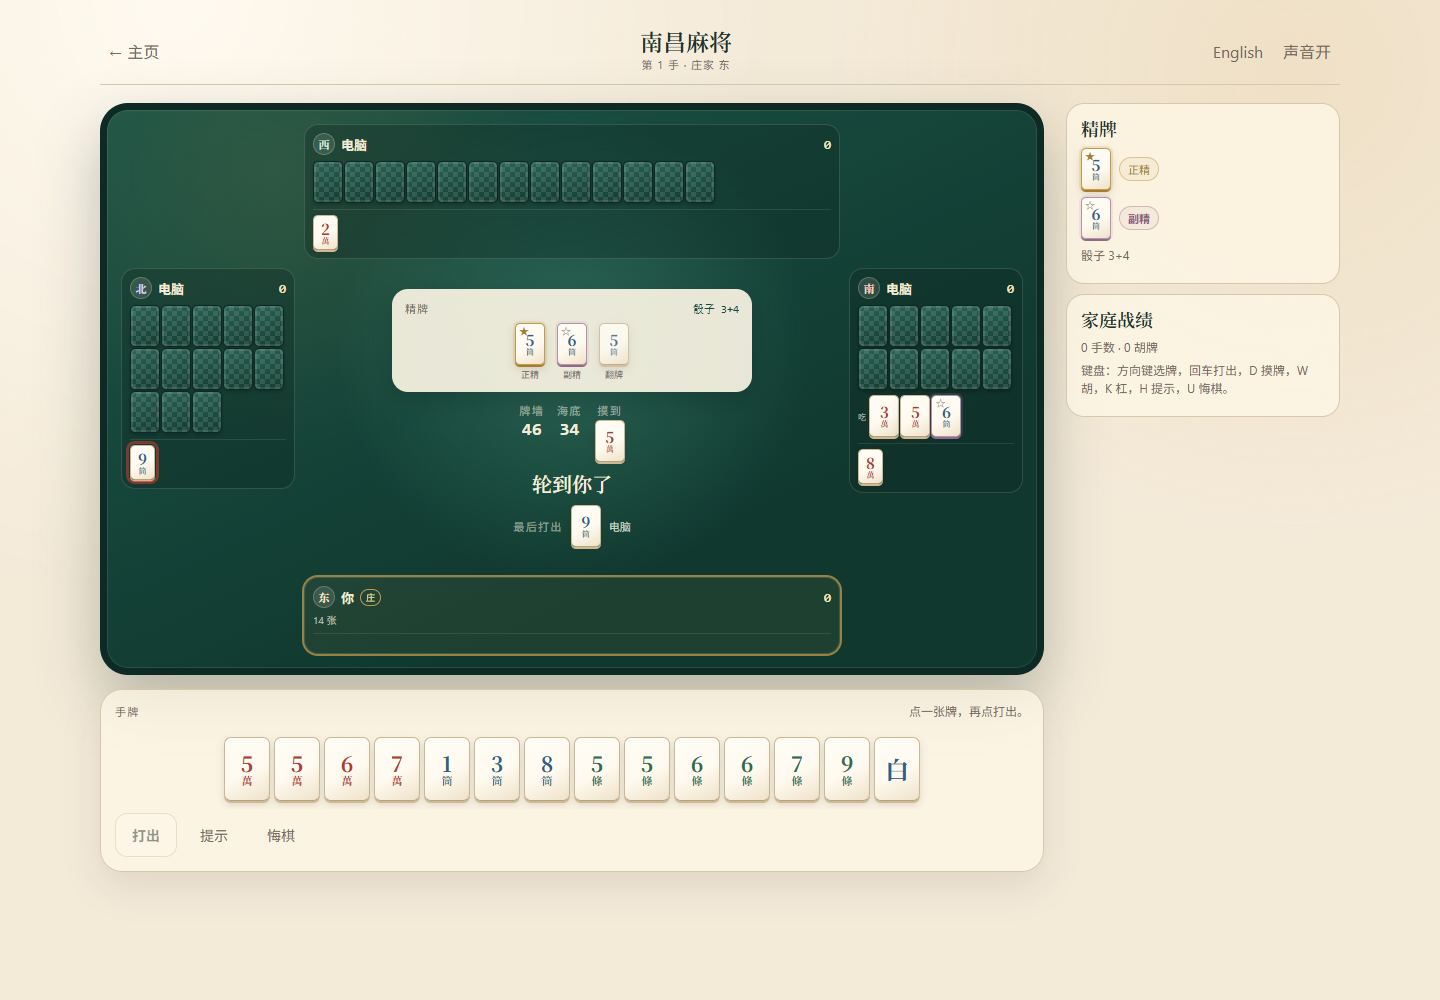 ← 主页
南昌麻将
第 1 手 · 庄家 东
English 声音开
西 电脑 0
2 萬
北 电脑 0
9 筒
精牌 骰子 3+4
★ 5 筒 ☆ 6 筒 5 筒
正精 副精 翻牌
牌墙 海底 摸到
46 34 5 萬
轮到你了
最后打出 9 筒 电脑
南 电脑 0
吃 3 萬 5 萬 ☆ 6 筒
8 萬
东 你 庄 0
14 张
手牌 点一张牌，再点打出。
5 萬 5 萬 6 萬 7 萬 1 筒 3 筒 8 筒 5 條 5 條 6 條 6 條 7 條 9 條 白
打出 提示 悔棋
精牌
★ 5 筒 正精
☆ 6 筒 副精
骰子 3+4
家庭战绩
0 手数 · 0 胡牌
键盘：方向键选牌，回车打出，D 摸牌，W
胡，K 杠，H 提示，U 悔棋。